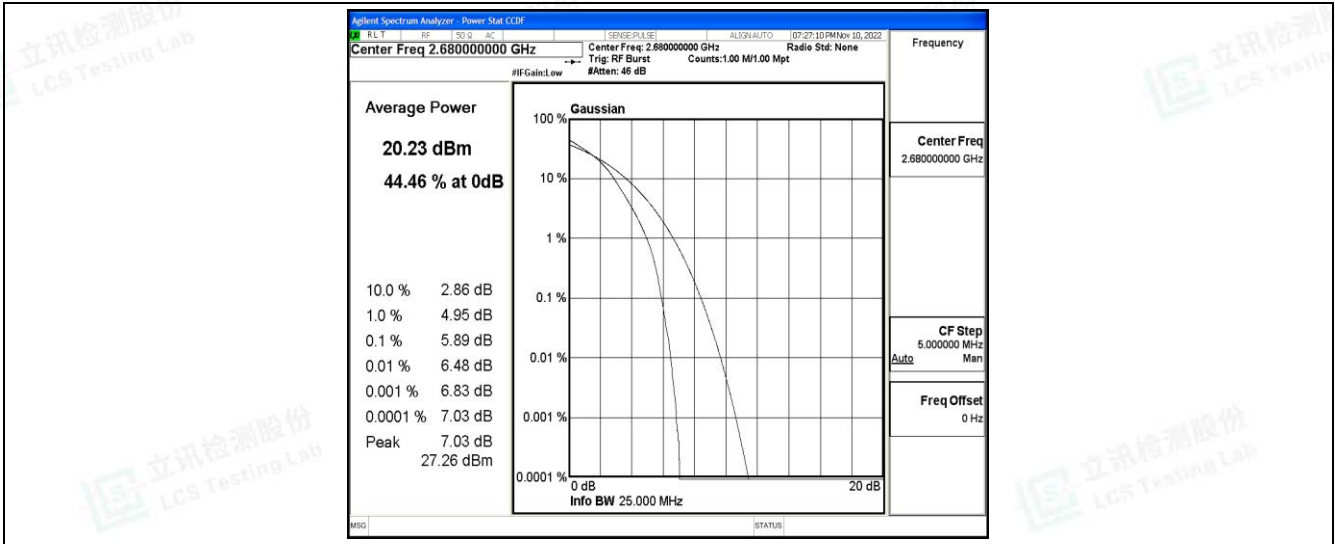 Agilent Spectrum Analyzer - Power Stat CCDF
RLT RF 50 Ω AC SENSE:PULSE ALIGNAUTO 07:27:10 PM Nov 10, 2022
Center Freq 2.680000000 GHz
Center Freq: 2.680000000 GHz Radio Std: None
Trig: RF Burst Counts:1.00 M/1.00 Mpt
#IFGain:Low #Atten: 46 dB
Frequency
Average Power
20.23 dBm
44.46 % at 0dB
10.0 % 2.86 dB
1.0 % 4.95 dB
0.1 % 5.89 dB
0.01 % 6.48 dB
0.001 % 6.83 dB
0.0001 % 7.03 dB
Peak 7.03 dB
27.26 dBm
Gaussian
100 %
10 %
1 %
0.1 %
0.01 %
0.001 %
0.0001 %
0 dB 20 dB
Info BW 25.000 MHz
Center Freq
2.680000000 GHz
CF Step
5.000000 MHz
Auto Man
Freq Offset
0 Hz
MSG STATUS
立讯检测股份
LCS Testing Lab
立讯检测股份
LCS Testing Lab
立讯检测股份
LCS Testing Lab
立讯检测股份
LCS Testing Lab